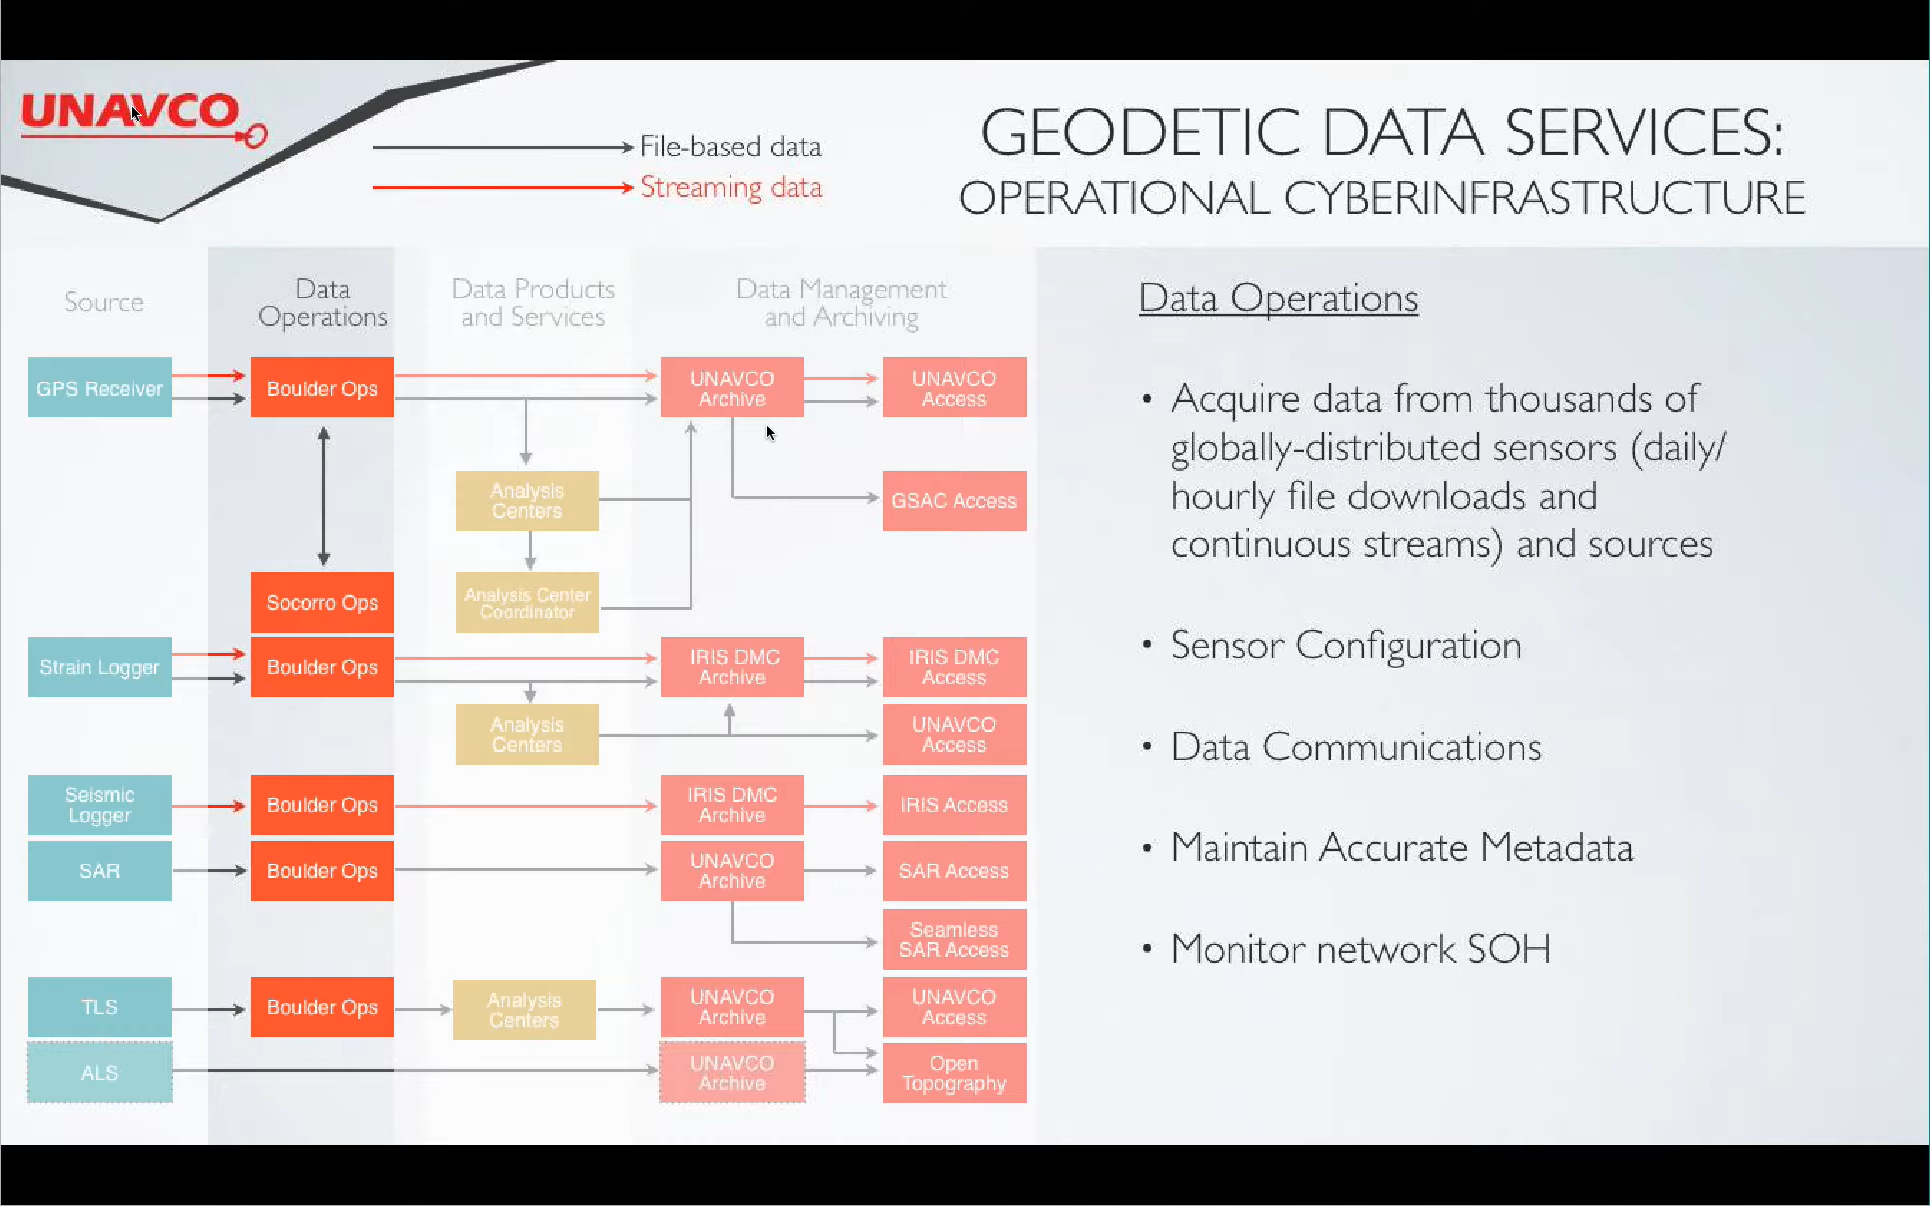 UNAVCO
File-based data
Streaming data
GEODETIC DATA SERVICES:
OPERATIONAL CYBERINFRASTRUCTURE
Source
Data
Operations
Data Products
and Services
Data Management
and Archiving
GPS Receiver
Boulder Ops
UNAVCO
Archive
UNAVCO
Access
Analysis
Centers
GSAC Access
Socorro Ops
Analysis Center
Coordinator
Strain Logger
Boulder Ops
IRIS DMC
Archive
IRIS DMC
Access
Analysis
Centers
UNAVCO
Access
Seismic
Logger
Boulder Ops
IRIS DMC
Archive
IRIS Access
SAR
Boulder Ops
UNAVCO
Archive
SAR Access
Seamless
SAR Access
TLS
Boulder Ops
Analysis
Centers
UNAVCO
Archive
UNAVCO
Access
ALS
UNAVCO
Archive
Open
Topography
Data Operations
• Acquire data from thousands of
globally-distributed sensors (daily/
hourly file downloads and
continuous streams) and sources
• Sensor Configuration
• Data Communications
• Maintain Accurate Metadata
• Monitor network SOH